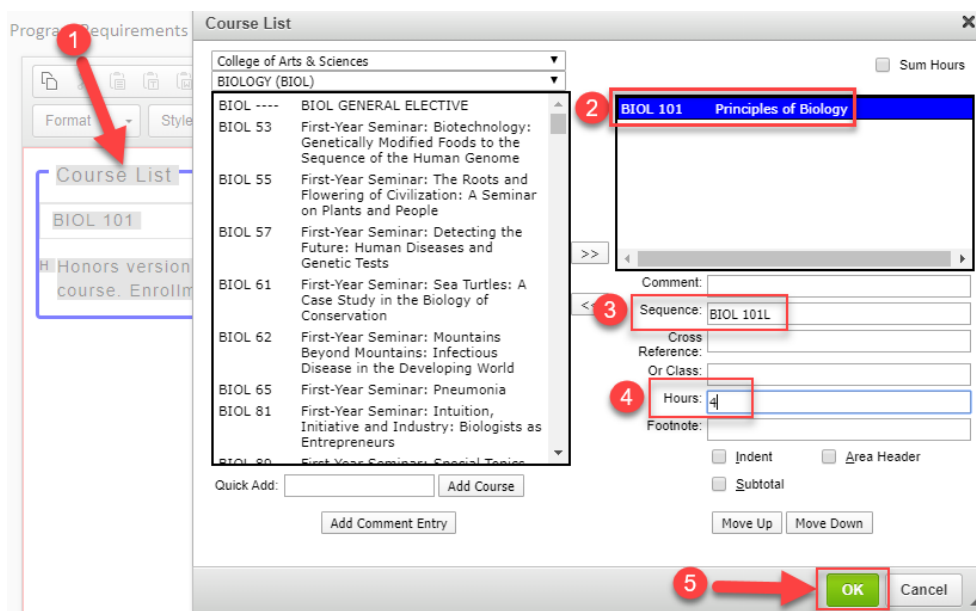 Program Requirements
1
Format
Style
Course List
BIOL 101
H Honors version
course. Enrollm
Course List
College of Arts & Sciences
BIOLOGY (BIOL)
BIOL ---- BIOL GENERAL ELECTIVE
BIOL 53 First-Year Seminar: Biotechnology:
Genetically Modified Foods to the
Sequence of the Human Genome
BIOL 55 First-Year Seminar: The Roots and
Flowering of Civilization: A Seminar
on Plants and People
BIOL 57 First-Year Seminar: Detecting the
Future: Human Diseases and
Genetic Tests
BIOL 61 First-Year Seminar: Sea Turtles: A
Case Study in the Biology of
Conservation
BIOL 62 First-Year Seminar: Mountains
Beyond Mountains: Infectious
Disease in the Developing World
BIOL 65 First-Year Seminar: Pneumonia
BIOL 81 First-Year Seminar: Intuition,
Initiative and Industry: Biologists as
Entrepreneurs
BIOL 89 First-Year Seminar: Special Topics
Quick Add:
Add Course
Add Comment Entry
>>
<<
Sum Hours
2
BIOL 101 Principles of Biology
Comment:
3
Sequence: BIOL 101L
Cross
Reference:
Or Class:
4
Hours: 4
Footnote:
Indent
Area Header
Subtotal
Move Up
Move Down
5
OK
Cancel